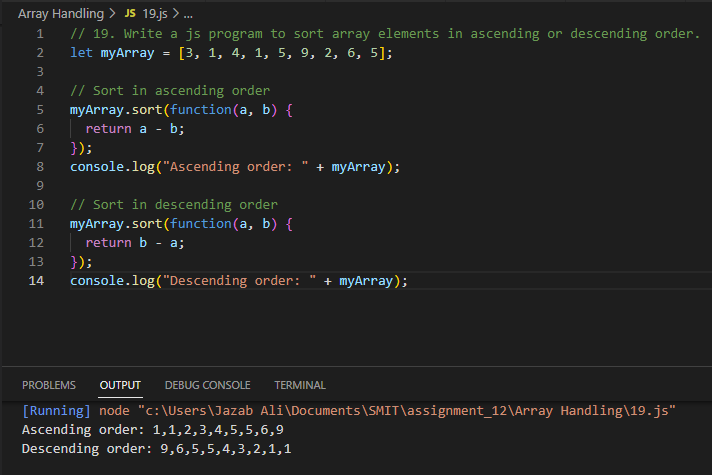 Array Handling > JS 19.js > ...
1 // 19. Write a js program to sort array elements in ascending or descending order.
2 let myArray = [3, 1, 4, 1, 5, 9, 2, 6, 5];
3
4 // Sort in ascending order
5 myArray.sort(function(a, b) {
6 return a - b;
7 });
8 console.log("Ascending order: " + myArray);
9
10 // Sort in descending order
11 myArray.sort(function(a, b) {
12 return b - a;
13 });
14 console.log("Descending order: " + myArray);
PROBLEMS OUTPUT DEBUG CONSOLE TERMINAL
[Running] node "c:\Users\Jazab Ali\Documents\SMIT\assignment_12\Array Handling\19.js"
Ascending order: 1,1,2,3,4,5,5,6,9
Descending order: 9,6,5,5,4,3,2,1,1